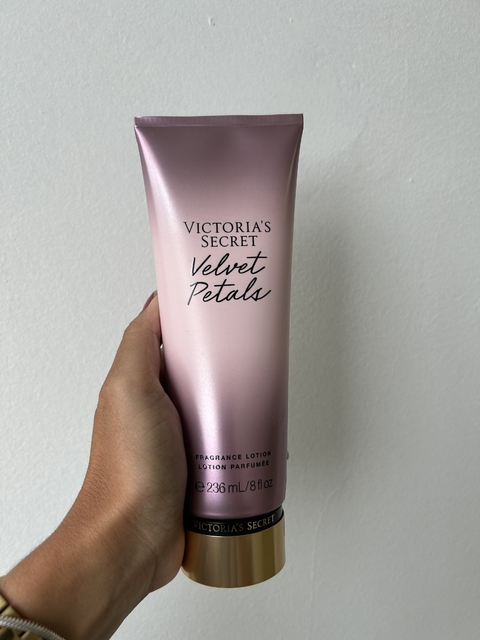 VICTORIA'S
SECRET
Velvet
Petals
FRAGRANCE LOTION
LOTION PARFUMÉE
℮ 236 mL/8 fl oz
VICTORIA'S SECRET